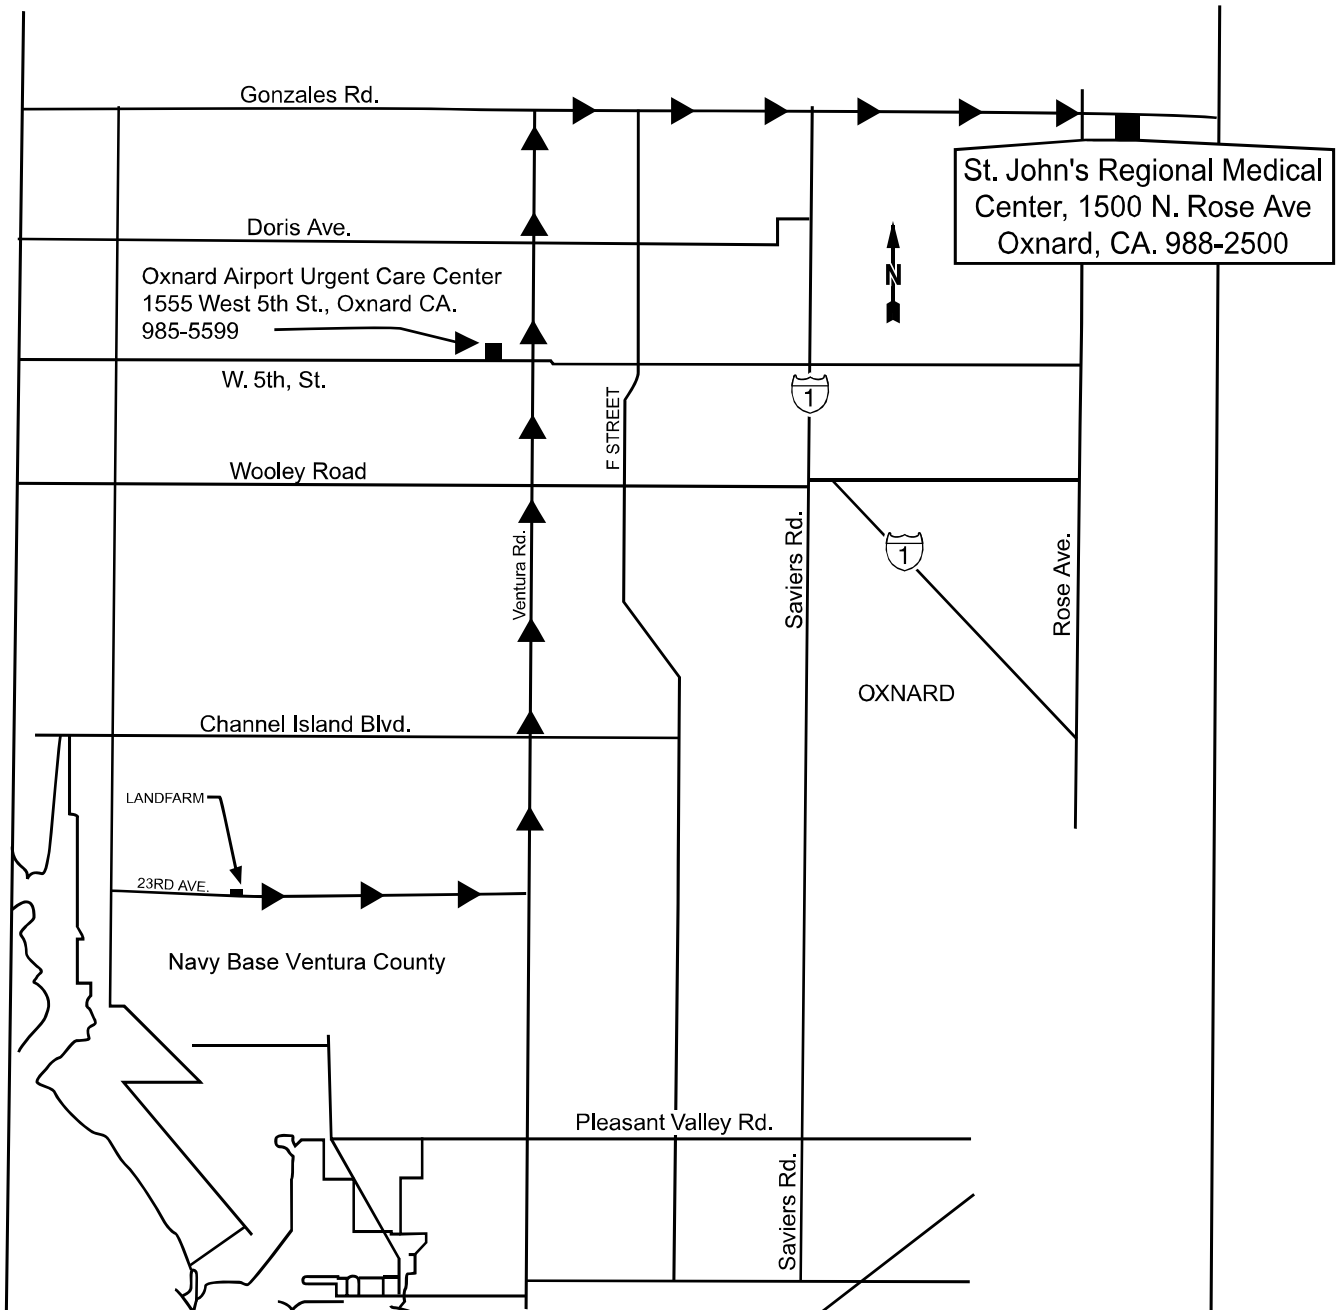 Gonzales Rd.
St. John's Regional Medical
Center, 1500 N. Rose Ave
Oxnard, CA. 988-2500
Doris Ave.
N
Oxnard Airport Urgent Care Center
1555 West 5th St., Oxnard CA.
985-5599
W. 5th, St.
1
F STREET
Wooley Road
Ventura Rd.
Saviers Rd.
1
Rose Ave.
OXNARD
Channel Island Blvd.
LANDFARM
23RD AVE.
Navy Base Ventura County
Pleasant Valley Rd.
Saviers Rd.